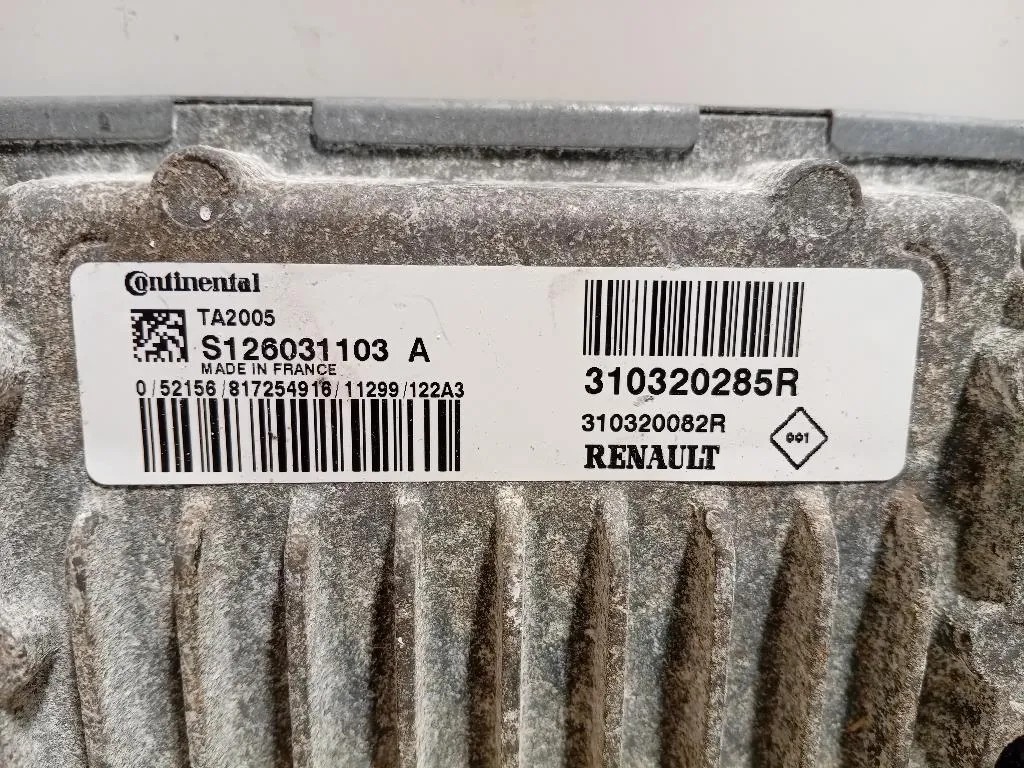 Continental
TA2005
S126031103 A
MADE IN FRANCE
0/52156/817254916/11299/122A3
310320285R
310320082R
RENAULT
001